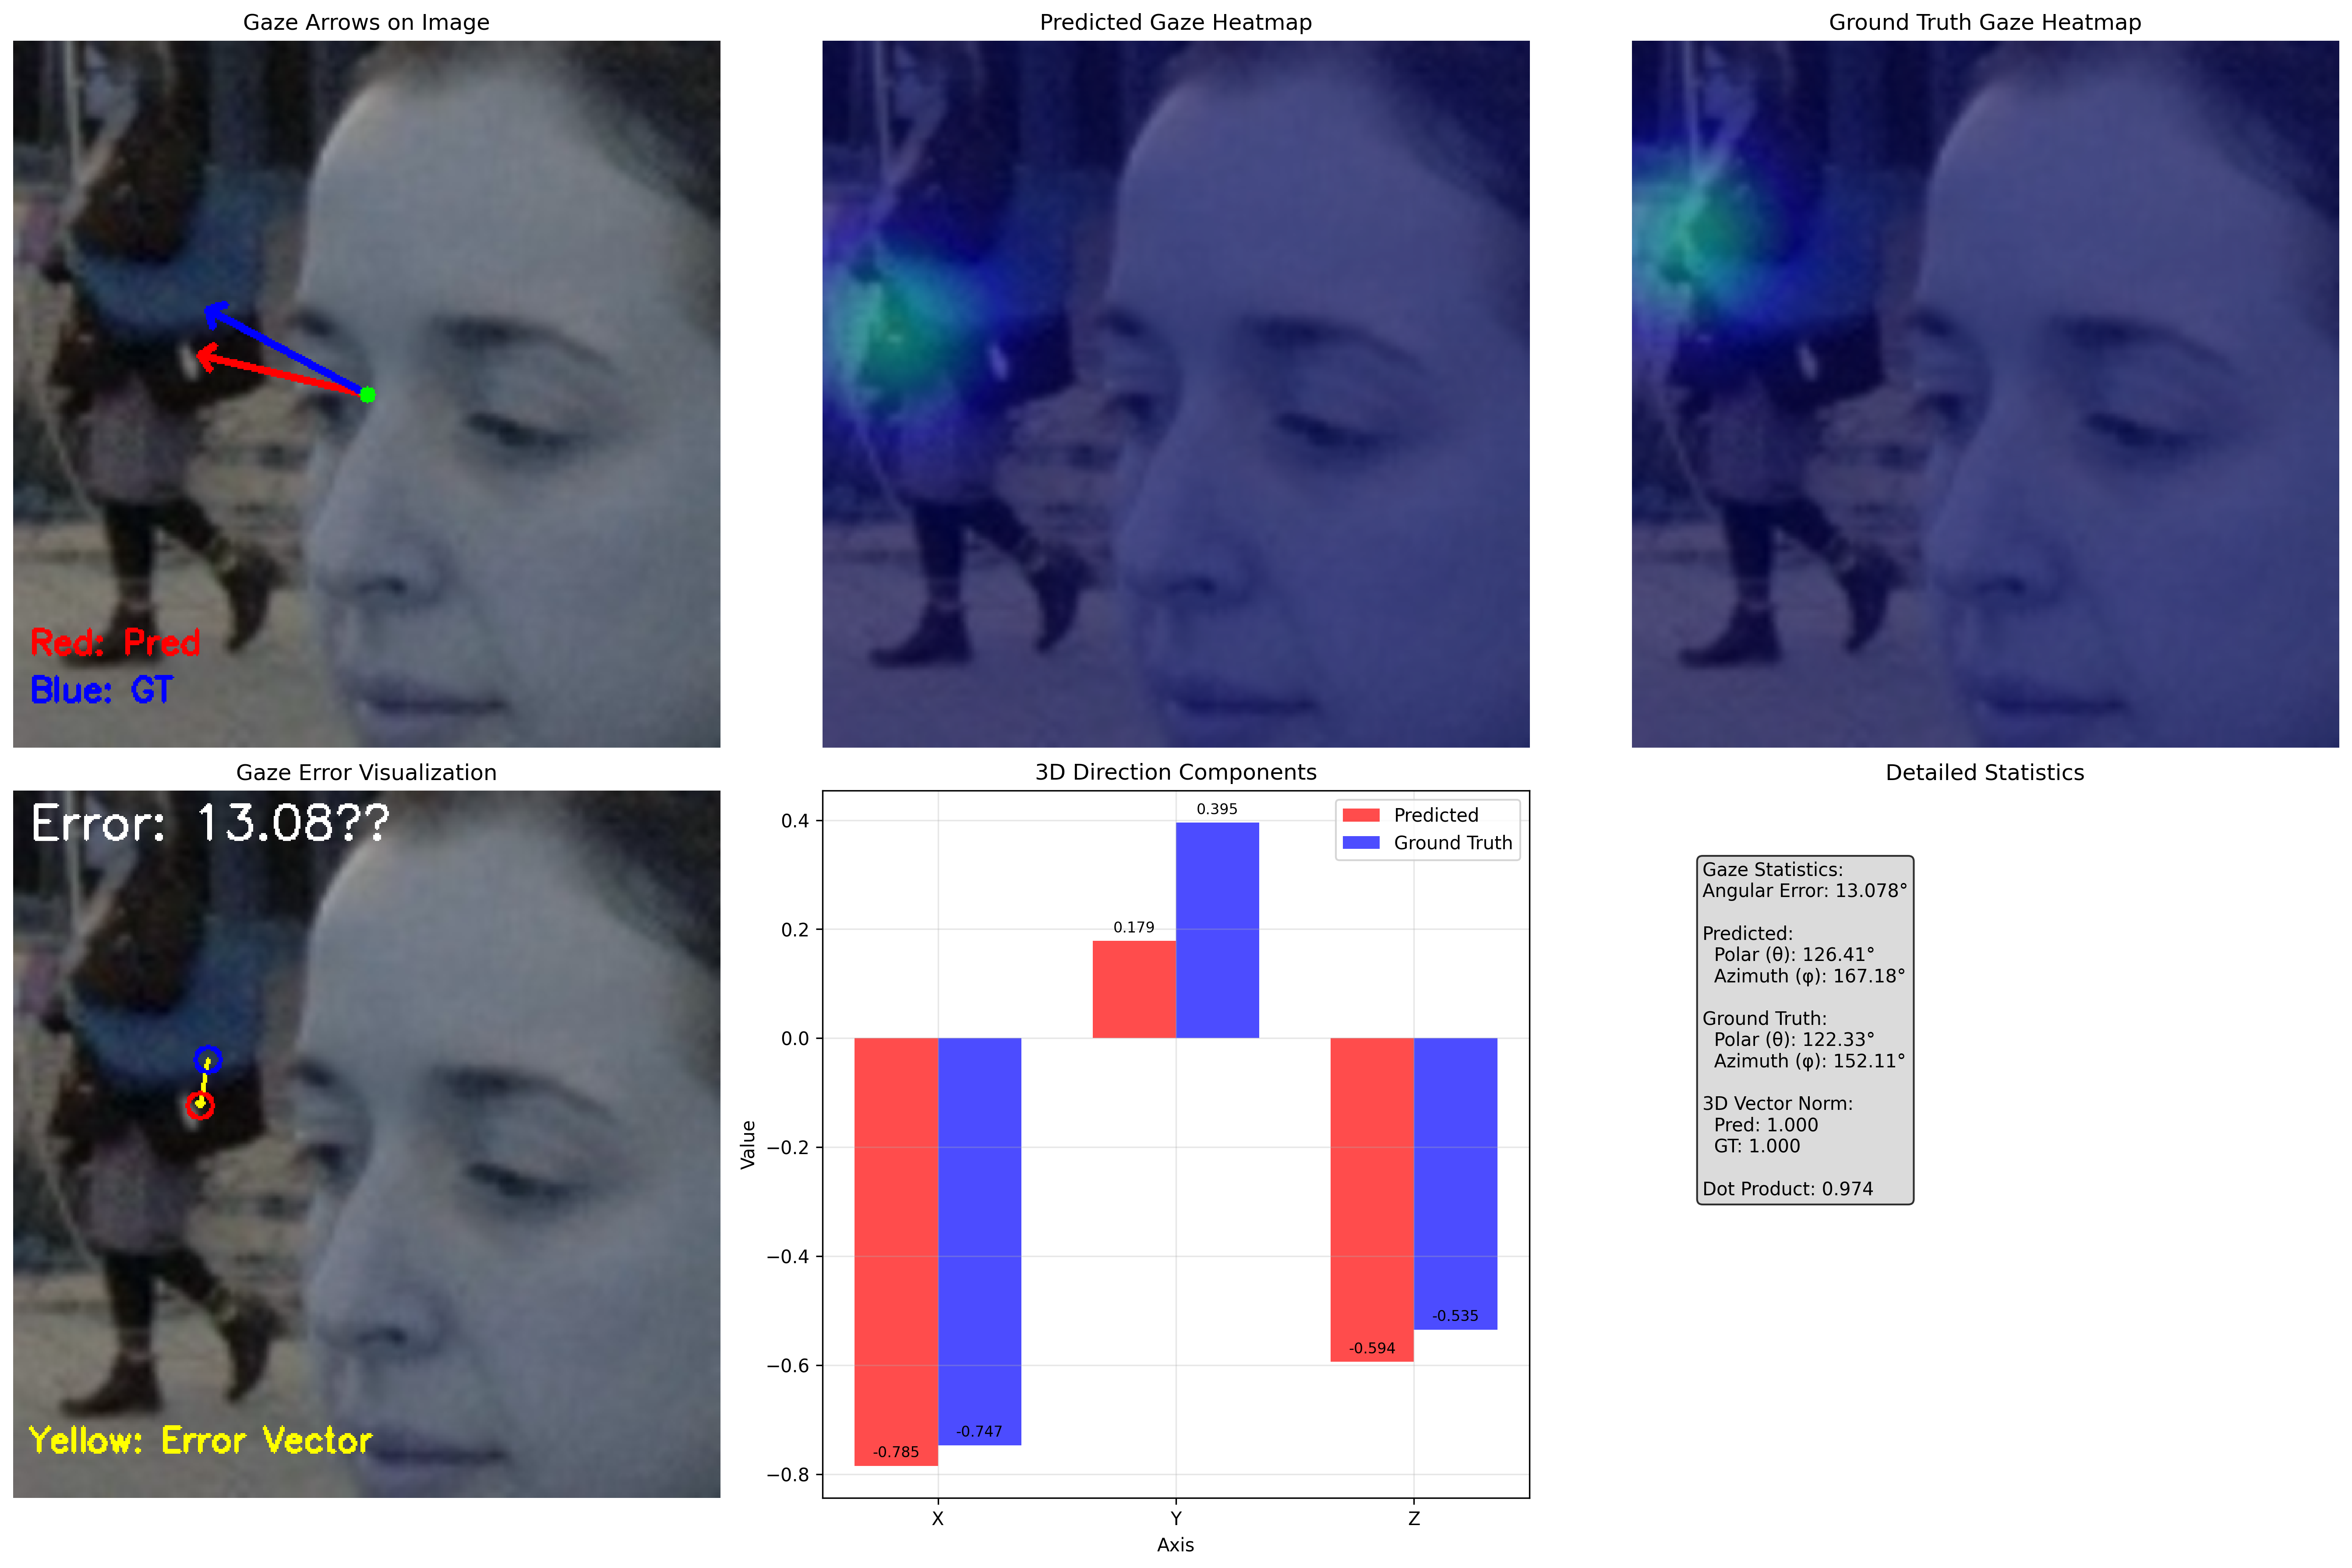 Gaze Arrows on Image
Predicted Gaze Heatmap
Ground Truth Gaze Heatmap
Red: Pred
Blue: GT
Gaze Error Visualization
3D Direction Components
Detailed Statistics
Error: 13.08??
Yellow: Error Vector
Predicted
Ground Truth
0.4
0.2
0.0
−0.2
−0.4
−0.6
−0.8
Value
0.395
0.179
-0.535
-0.594
-0.747
-0.785
X
Y
Z
Axis
Gaze Statistics:
Angular Error: 13.078°
Predicted:
Polar (θ): 126.41°
Azimuth (φ): 167.18°
Ground Truth:
Polar (θ): 122.33°
Azimuth (φ): 152.11°
3D Vector Norm:
Pred: 1.000
GT: 1.000
Dot Product: 0.974